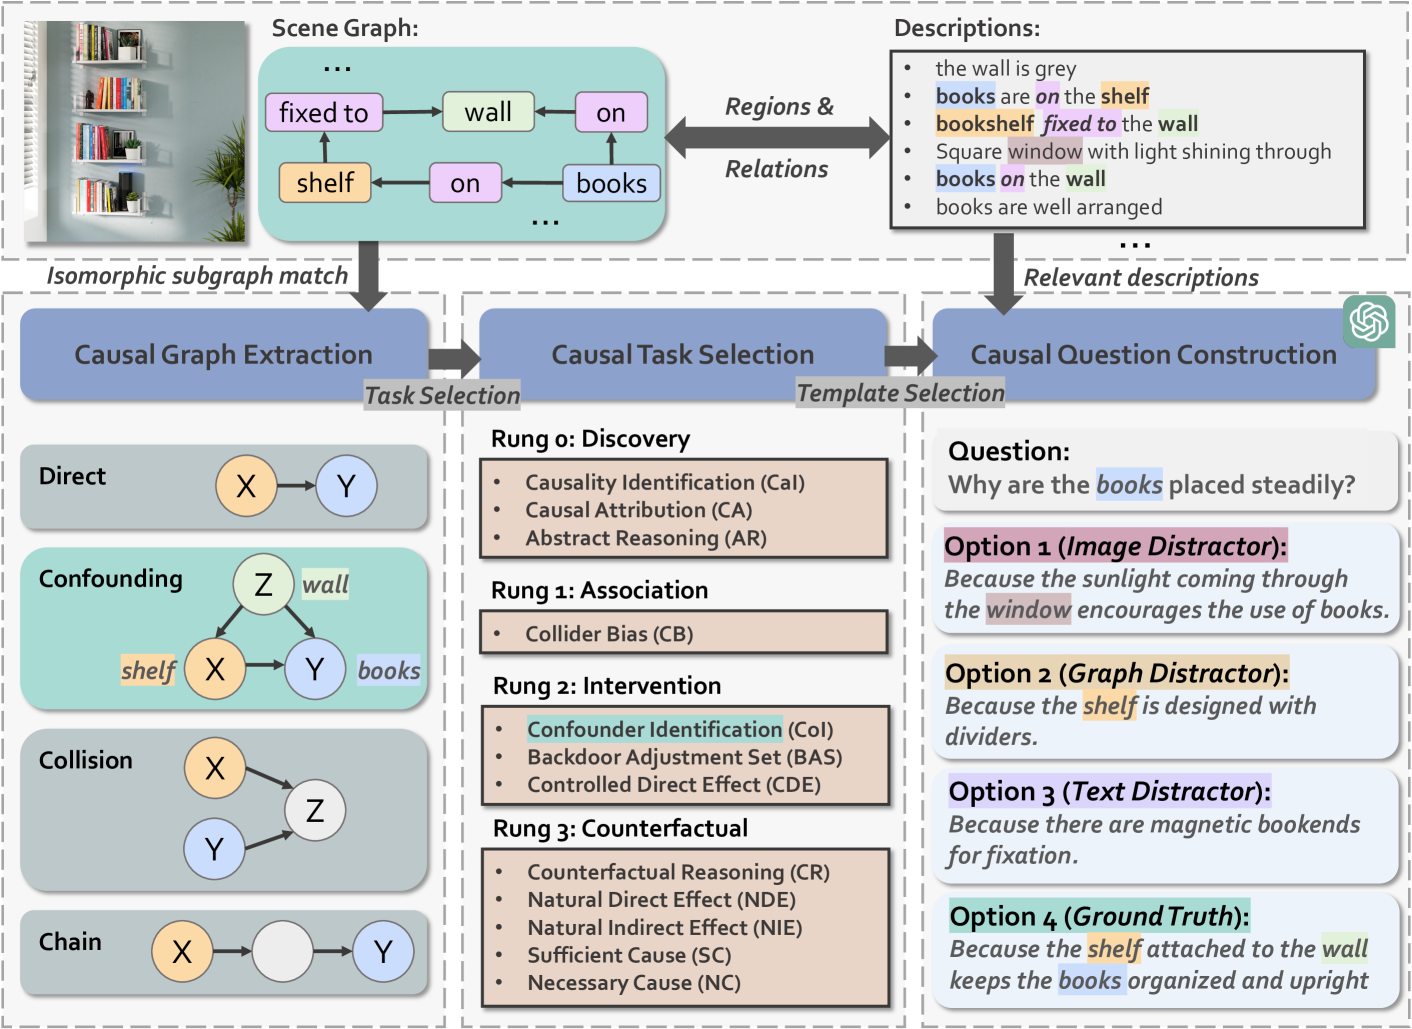 Scene Graph:
...
fixed to
wall
on
shelf
on
books
...
Regions &
Relations
Descriptions:
• the wall is grey
• books are on the shelf
• bookshelf fixed to the wall
• Square window with light shining through
• books on the wall
• books are well arranged
...
Isomorphic subgraph match
Relevant descriptions
Causal Graph Extraction
Task Selection
Causal Task Selection
Template Selection
Causal Question Construction
Direct
X
Y
Confounding
Z
wall
shelf
X
Y
books
Collision
X
Z
Y
Chain
X
Y
Rung 0: Discovery
• Causality Identification (CaI)
• Causal Attribution (CA)
• Abstract Reasoning (AR)
Rung 1: Association
• Collider Bias (CB)
Rung 2: Intervention
• Confounder Identification (CoI)
• Backdoor Adjustment Set (BAS)
• Controlled Direct Effect (CDE)
Rung 3: Counterfactual
• Counterfactual Reasoning (CR)
• Natural Direct Effect (NDE)
• Natural Indirect Effect (NIE)
• Sufficient Cause (SC)
• Necessary Cause (NC)
Question:
Why are the books placed steadily?
Option 1 (Image Distractor):
Because the sunlight coming through
the window encourages the use of books.
Option 2 (Graph Distractor):
Because the shelf is designed with
dividers.
Option 3 (Text Distractor):
Because there are magnetic bookends
for fixation.
Option 4 (Ground Truth):
Because the shelf attached to the wall
keeps the books organized and upright